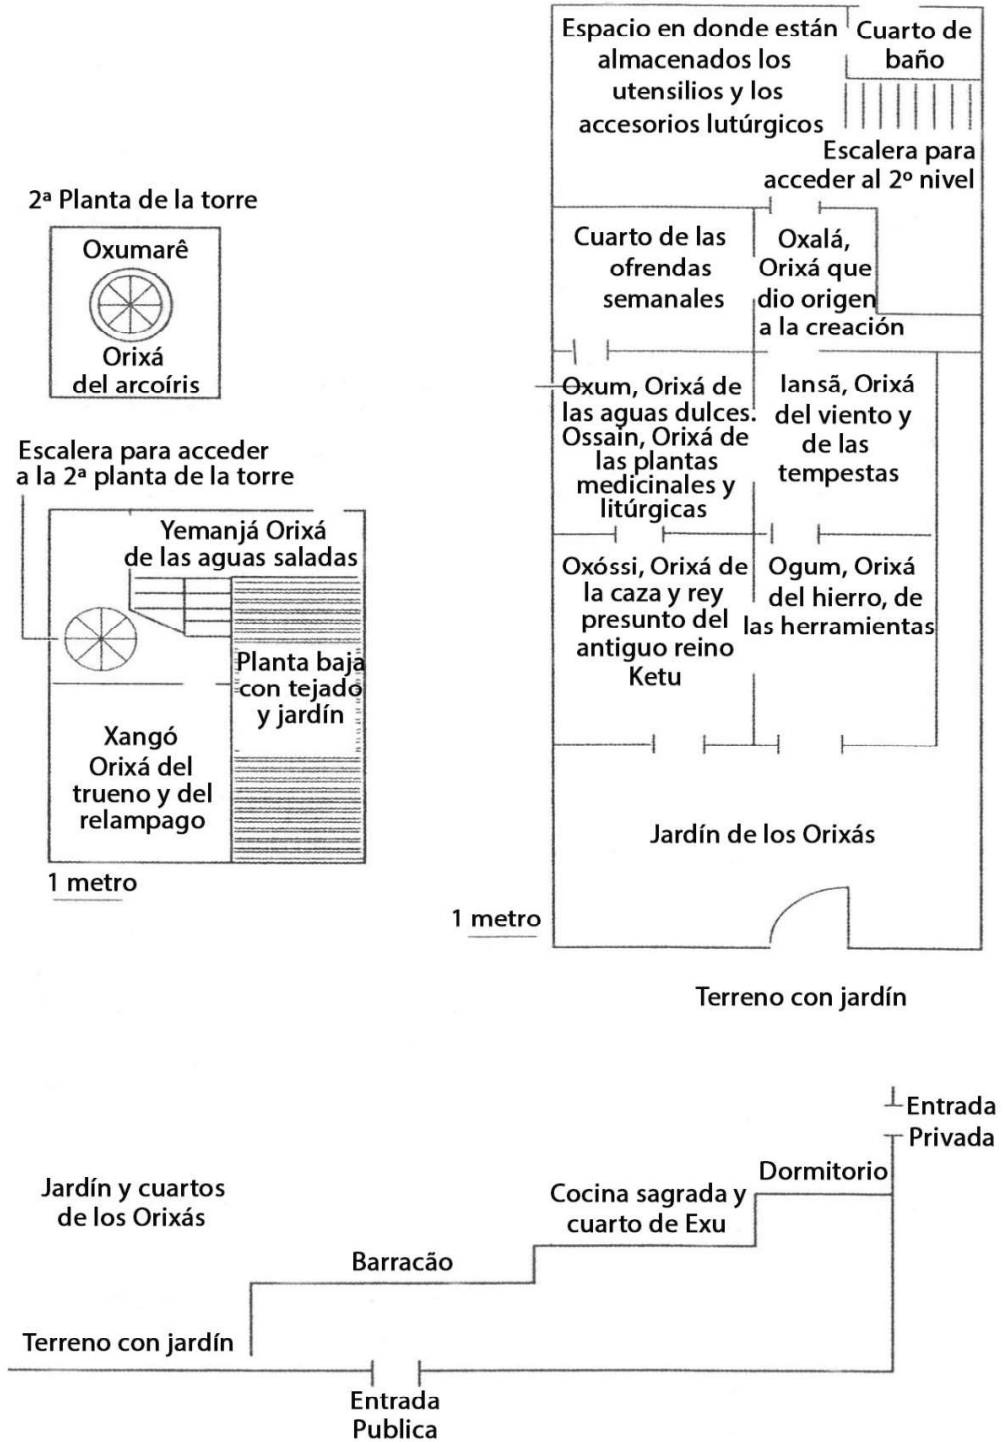 Espacio en donde están
almacenados los
utensilios y los
accesorios lutúrgicos
Cuarto de
baño
Escalera para
acceder al 2º nivel
2ª Planta de la torre
Oxumarê
Orixá
del arcoíris
Cuarto de las
ofrendas
semanales
Oxalá,
Orixá que
dio origen
a la creación
Oxum, Orixá de
las aguas dulces.
Ossain, Orixá de
las plantas
medicinales y
litúrgicas
Iansã, Orixá
del viento y
de las
tempestas
Escalera para acceder
a la 2ª planta de la torre
Yemanjá Orixá
de las aguas saladas
Planta baja
con tejado
y jardín
Xangó
Orixá del
trueno y del
relampago
1 metro
Oxóssi, Orixá de
la caza y rey
presunto del
antiguo reino
Ketu
Ogum, Orixá
del hierro, de
las herramientas
Jardín de los Orixás
1 metro
Terreno con jardín
Entrada
Privada
Dormitorio
Cocina sagrada y
cuarto de Exu
Jardín y cuartos
de los Orixás
Barracão
Terreno con jardín
Entrada
Publica